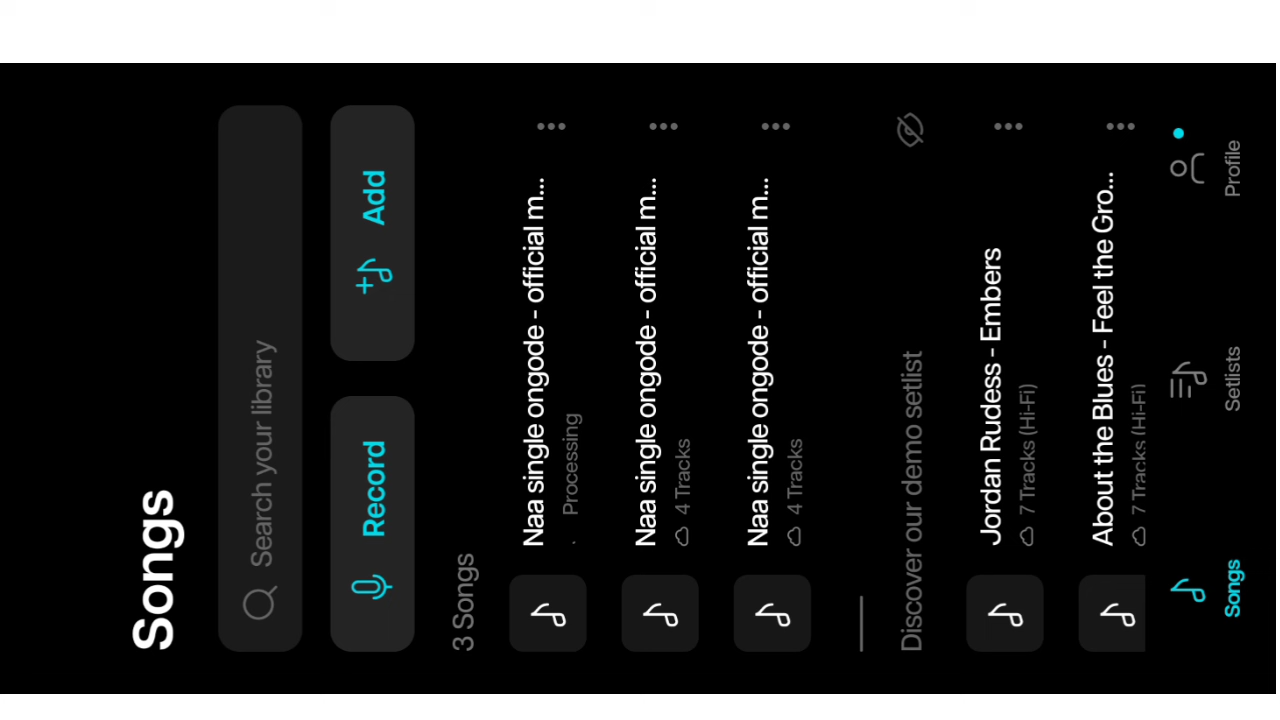 Songs
Search your library
Record
Add
3 Songs
Naa single ongode - official m...
Processing
Naa single ongode - official m...
4 Tracks
Naa single ongode - official m...
4 Tracks
Discover our demo setlist
Jordan Rudess - Embers
7 Tracks (Hi-Fi)
About the Blues - Feel the Gro...
7 Tracks (Hi-Fi)
Songs
Setlists
Profile